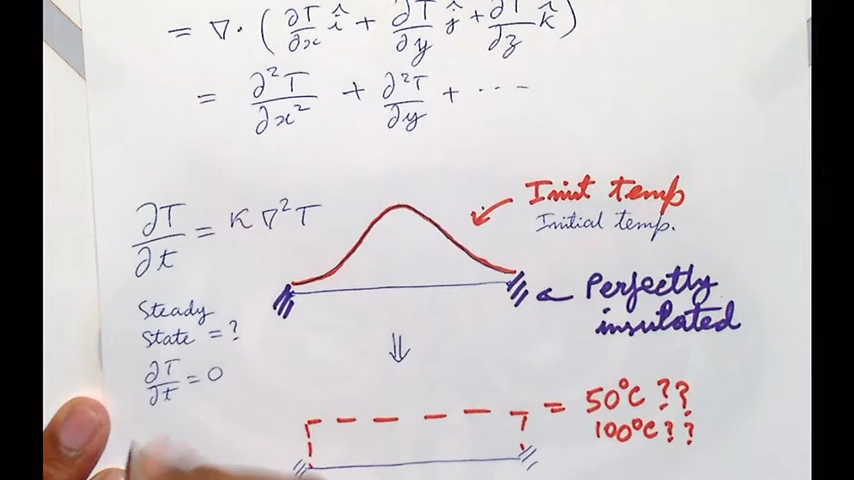 = ∇· ( ∂T/∂x î + ∂T/∂y ĵ + ∂T/∂z k̂ )
= ∂²T/∂x² + ∂²T/∂y + ...
Init temp
Initial temp.
∂T/∂t = K ∇²T
Perfectly
insulated
Steady
state = ?
∂T/∂t = 0
= 50°C ??
100°C ??